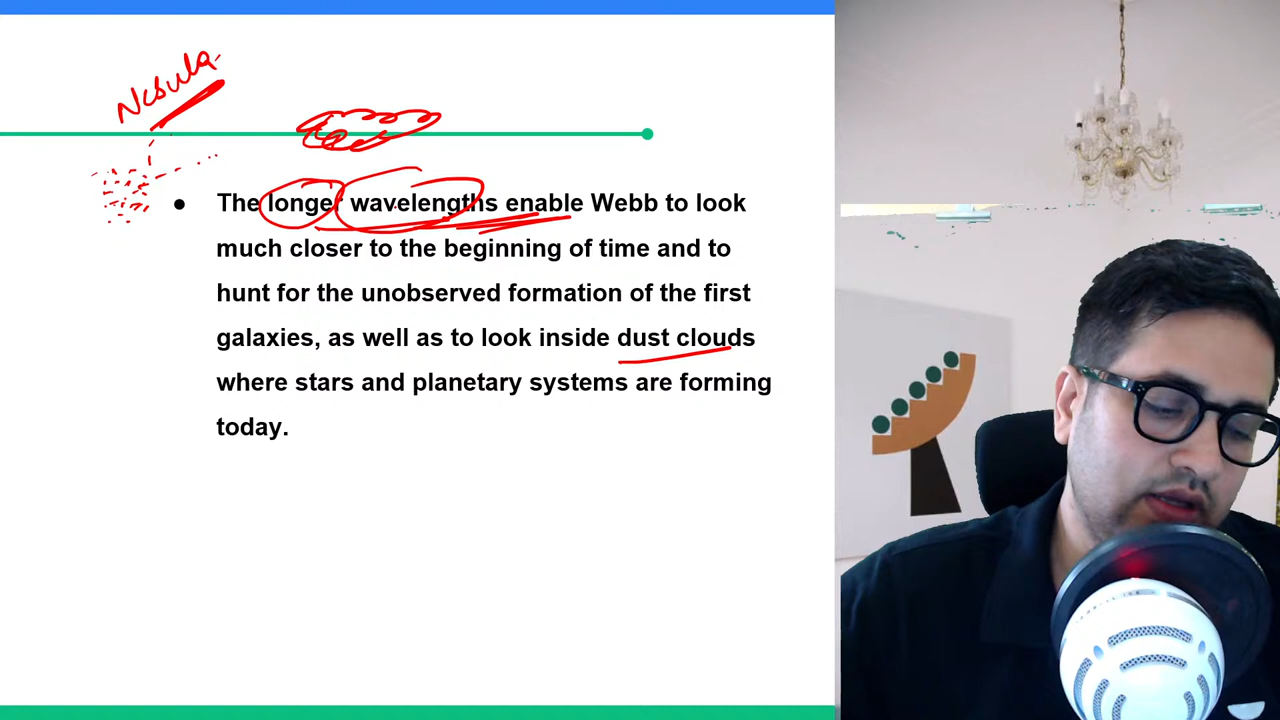 Nebula
● The longer wavelengths enable Webb to look
much closer to the beginning of time and to
hunt for the unobserved formation of the first
galaxies, as well as to look inside dust clouds
where stars and planetary systems are forming
today.